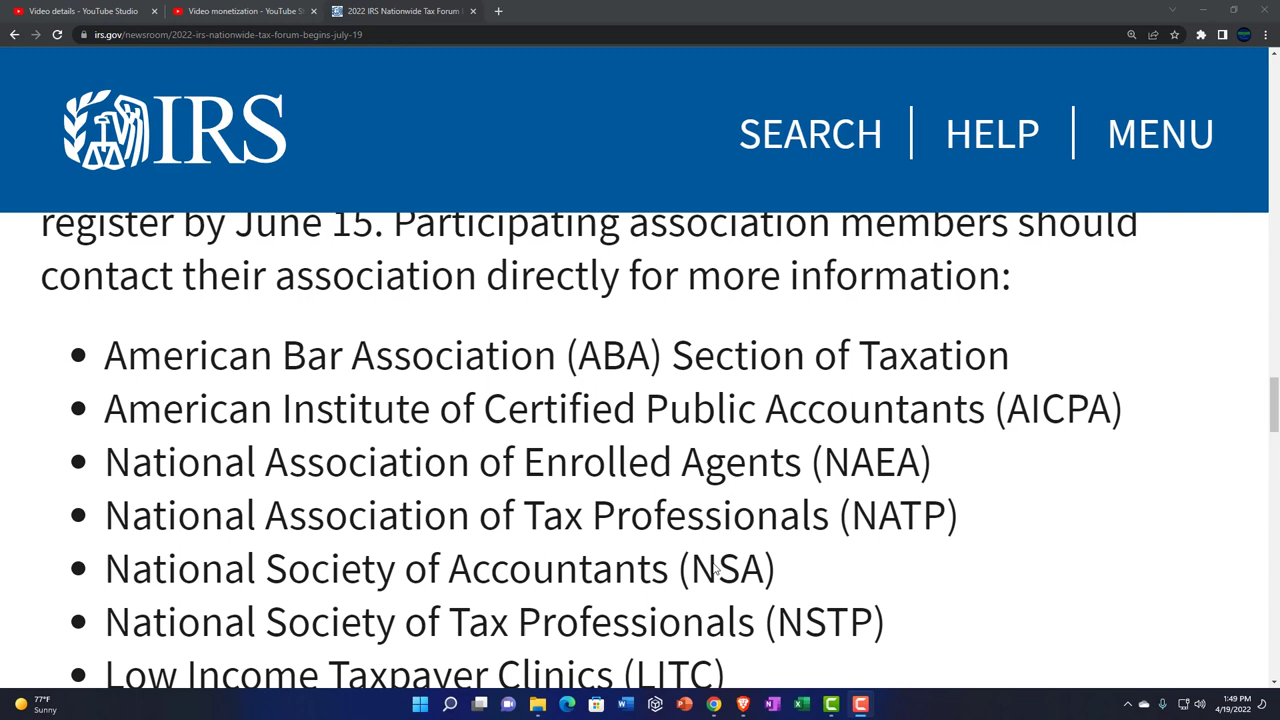 Video details - YouTube Studio
Video monetization - YouTube St
2022 IRS Nationwide Tax Forum
irs.gov/newsroom/2022-irs-nationwide-tax-forum-begins-july-19
IRS
SEARCH
HELP
MENU
register by June 15. Participating association members should
contact their association directly for more information:
• American Bar Association (ABA) Section of Taxation
• American Institute of Certified Public Accountants (AICPA)
• National Association of Enrolled Agents (NAEA)
• National Association of Tax Professionals (NATP)
• National Society of Accountants (NSA)
• National Society of Tax Professionals (NSTP)
• Low Income Taxpayer Clinics (LITC)
77°F
Sunny
1:49 PM
4/19/2022